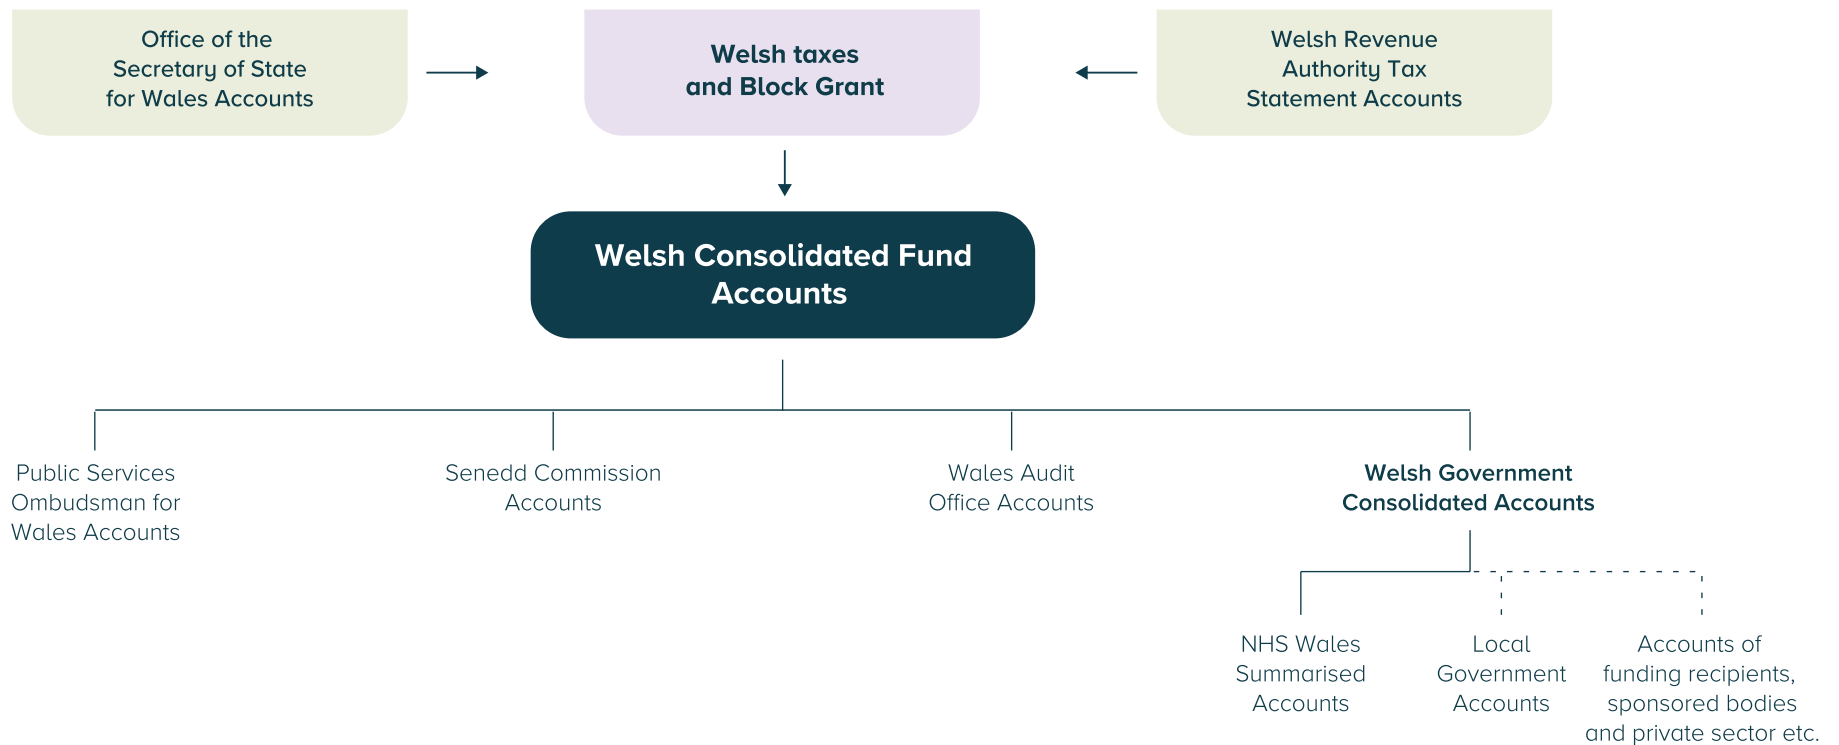 Office of the
Secretary of State
for Wales Accounts
Welsh taxes
and Block Grant
Welsh Revenue
Authority Tax
Statement Accounts
Welsh Consolidated Fund
Accounts
Public Services
Ombudsman for
Wales Accounts
Senedd Commission
Accounts
Wales Audit
Office Accounts
Welsh Government
Consolidated Accounts
NHS Wales
Summarised
Accounts
Local
Government
Accounts
Accounts of
funding recipients,
sponsored bodies
and private sector etc.